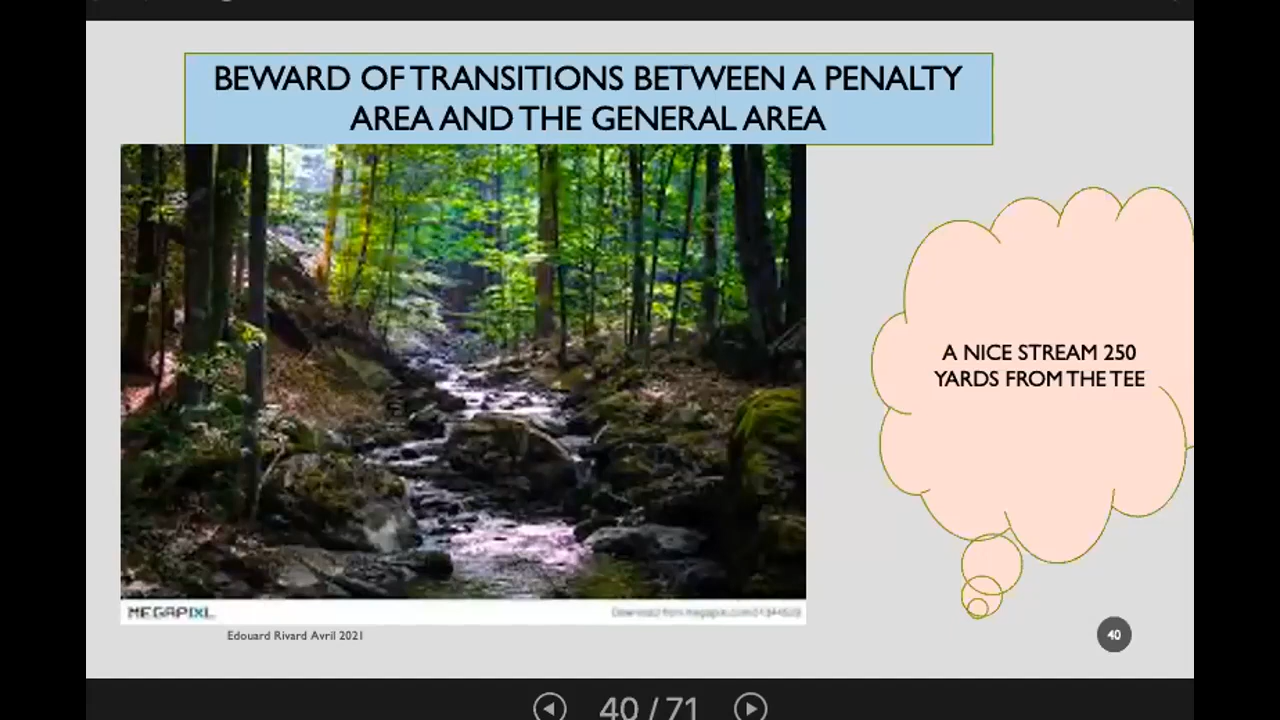 BEWARD OF TRANSITIONS BETWEEN A PENALTY
AREA AND THE GENERAL AREA
A NICE STREAM 250
YARDS FROM THE TEE
MEGAPIXL
Edouard Rivard Avril 2021
40
40 / 71